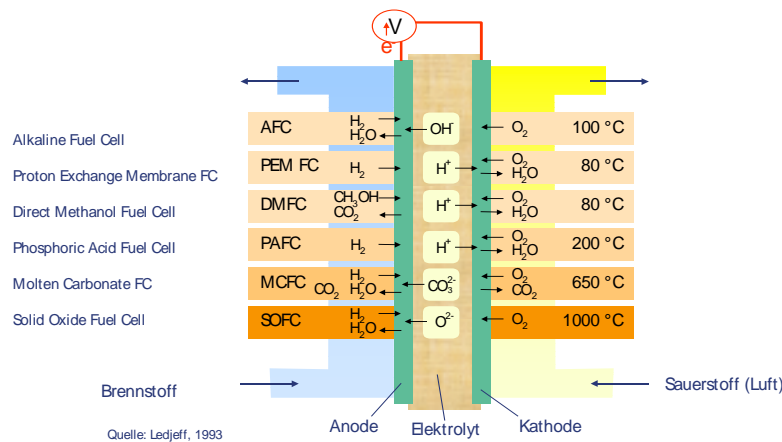 V
e⁻
Alkaline Fuel Cell
AFC H₂ H₂O OH⁻ O₂ 100 °C
Proton Exchange Membrane FC
PEM FC H₂ H⁺ O₂ H₂O 80 °C
Direct Methanol Fuel Cell
DMFC CH₃OH CO₂ H⁺ O₂ H₂O 80 °C
Phosphoric Acid Fuel Cell
PAFC H₂ H⁺ O₂ H₂O 200 °C
Molten Carbonate FC
MCFC CO₂ H₂ H₂O CO₃²⁻ O₂ CO₂ 650 °C
Solid Oxide Fuel Cell
SOFC H₂ H₂O O²⁻ O₂ 1000 °C
Brennstoff
Sauerstoff (Luft)
Anode
Elektrolyt
Kathode
Quelle: Ledjeff, 1993